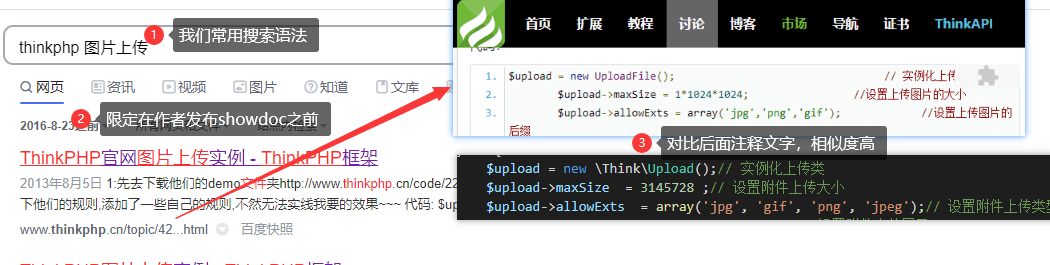 thinkphp 图片上传
1 我们常用搜索语法
网页 资讯 视频 图片 知道 文库
2016-8-23之前
2 限定在作者发布showdoc之前
ThinkPHP官网图片上传实例 - ThinkPHP框架
2013年8月5日 1:先去下载他们的demo文件夹http://www.thinkphp.cn/code/22
下他们的规则,添加了一些自己的规则,不然无法实线我要的效果~~~ 代码: $up
www.thinkphp.cn/topic/42...html 百度快照
首页 扩展 教程 讨论 博客 市场 导航 证书 ThinkAPI
代码:
1. $upload = new UploadFile(); // 实例化上传
2. $upload->maxSize = 1*1024*1024; //设置上传图片的大小
3. $upload->allowExts = array('jpg','png','gif'); //设置上传图片的
后缀
3 对比后面注释文字，相似度高
$upload = new \Think\Upload();// 实例化上传类
$upload->maxSize = 3145728 ;// 设置附件上传大小
$upload->allowExts = array('jpg', 'gif', 'png', 'jpeg');// 设置附件上传类型